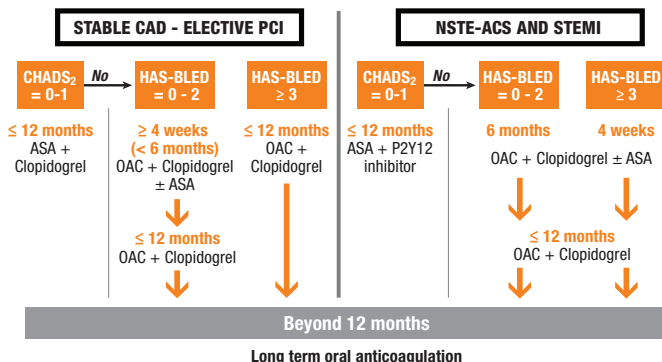 STABLE CAD - ELECTIVE PCI
CHADS2
= 0-1
No
HAS-BLED
= 0 - 2
HAS-BLED
≥ 3
≤ 12 months
ASA +
Clopidogrel
≥ 4 weeks
(< 6 months)
OAC + Clopidogrel
± ASA
≤ 12 months
OAC + Clopidogrel
≤ 12 months
OAC +
Clopidogrel
NSTE-ACS AND STEMI
CHADS2
= 0-1
No
HAS-BLED
= 0 - 2
HAS-BLED
≥ 3
≤ 12 months
ASA + P2Y12
inhibitor
6 months
4 weeks
OAC + Clopidogrel ± ASA
≤ 12 months
OAC + Clopidogrel
Beyond 12 months
Long term oral anticoagulation